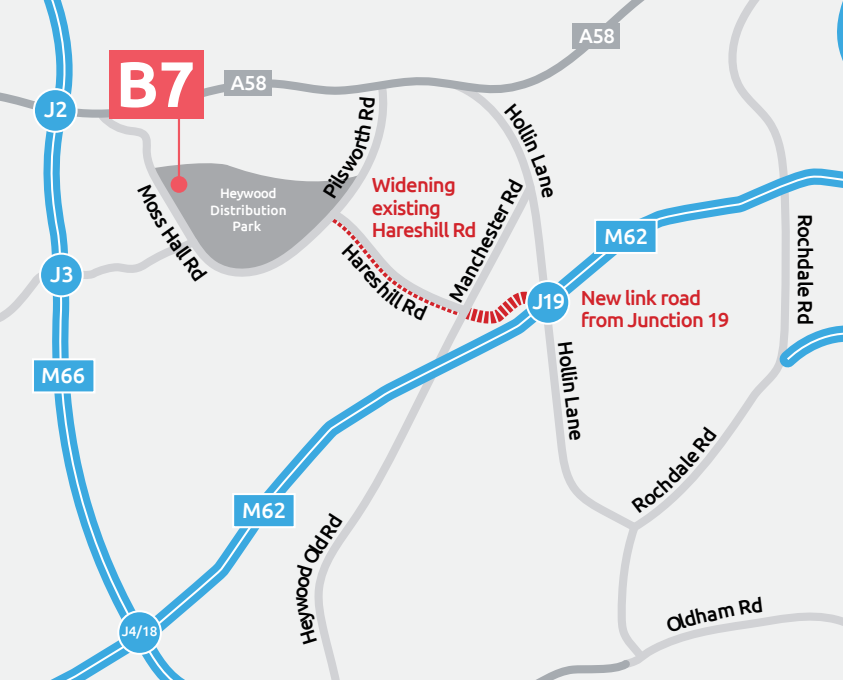 A58
B7
A58
J2
Pilsworth Rd
Hollin Lane
Widening
existing
Hareshill Rd
Heywood
Distribution
Park
Moss Hall Rd
Manchester Rd
M62
Rochdale Rd
Hareshill Rd
J3
J19
New link road
from Junction 19
M66
Hollin Lane
Rochdale Rd
M62
Heywood Old Rd
Oldham Rd
J4/18